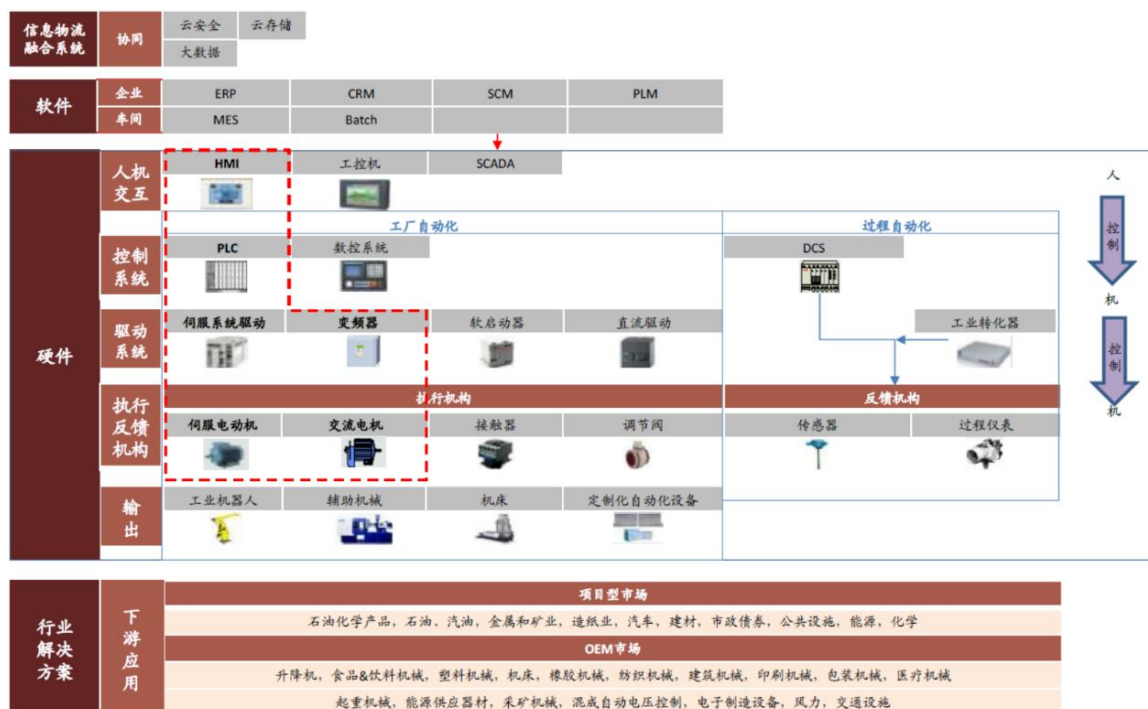 信息物流
融合系统
协同
云安全 云存储
大数据
软件
企业 ERP CRM SCM PLM
车间 MES Batch
硬件
人机
交互
HMI 工控机 SCADA
人
工厂自动化 过程自动化
控制
系统
PLC 数控系统 DCS
控制
机
驱动
系统
伺服系统驱动 变频器 软启动器 直流驱动 工业转化器
控制
机
执行
反馈
机构
执行机构 反馈机构
伺服电动机 交流电机 接触器 调节阀 传感器 过程仪表
输出
工业机器人 辅助机械 机床 定制化自动化设备
行业
解决
方案
下游应用
项目型市场
石油化学产品，石油、汽油，金属和矿业，造纸业，汽车，建材，市政债券，公共设施，能源，化学
OEM市场
升降机，食品&饮料机械，塑料机械，机床，橡胶机械，纺织机械，建筑机械，印刷机械，包装机械，医疗机械
起重机械，能源供应器材，采矿机械，混成自动电压控制，电子制造设备，风力，交通设施